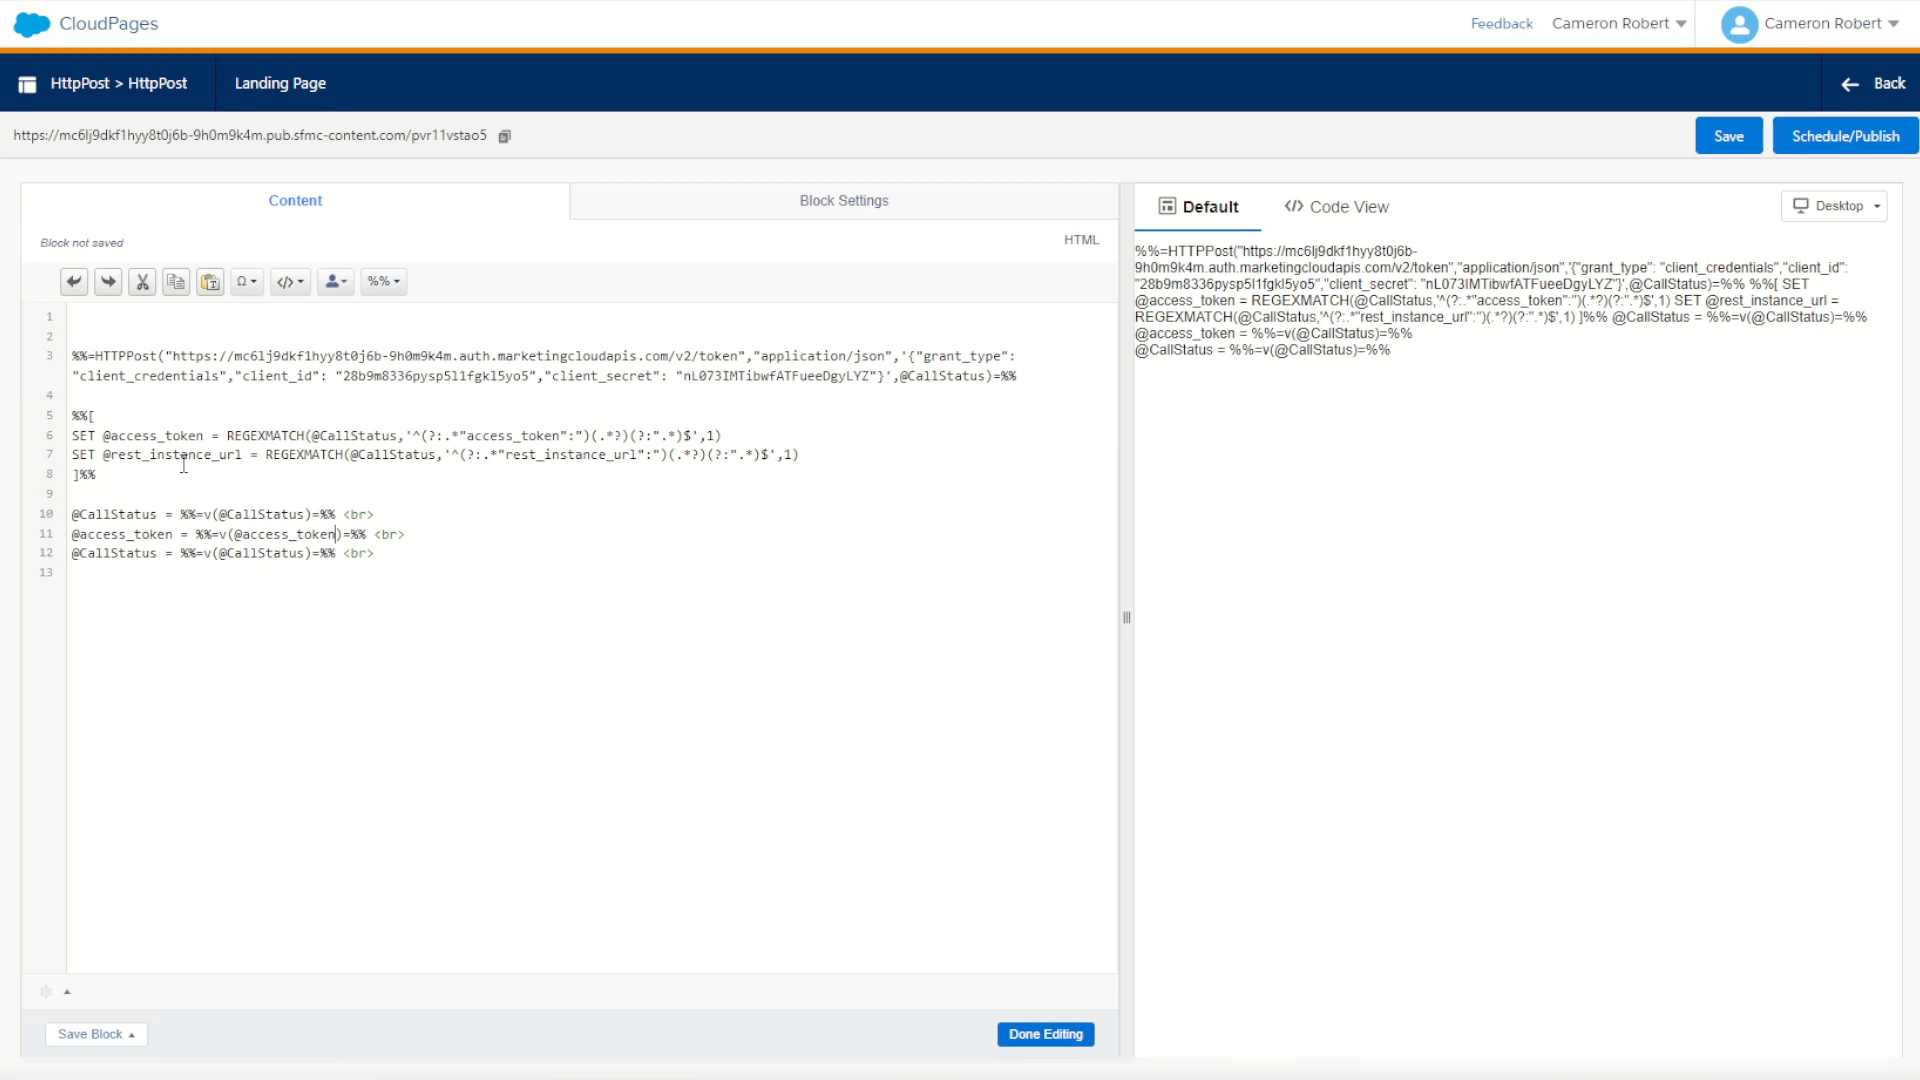 CloudPages
Feedback
Cameron Robert
Cameron Robert
HttpPost > HttpPost
Landing Page
Back
https://mc6lj9dkf1hyy8t0j6b-9h0m9k4m.pub.sfmc-content.com/pvr11vstao5
Save
Schedule/Publish
Content
Block Settings
Block not saved
HTML
Ω
</>
%%
1
2
3 %%=HTTPPost("https://mc6lj9dkf1hyy8t0j6b-9h0m9k4m.auth.marketingcloudapis.com/v2/token","application/json",'{"grant_type":
"client_credentials","client_id": "28b9m8336pysp5l1fgkl5yo5","client_secret": "nL073IMTibwfATFueeDgyLYZ"}',@CallStatus)=%%
4
5 %%[
6 SET @access_token = REGEXMATCH(@CallStatus,'^(?:.*"access_token":")(.*?)(?:".*)$',1)
7 SET @rest_instance_url = REGEXMATCH(@CallStatus,'^(?:.*"rest_instance_url":")(.*?)(?:".*)$',1)
8 ]%%
9
10 @CallStatus = %%=v(@CallStatus)=%% <br>
11 @access_token = %%=v(@access_token)=%% <br>
12 @CallStatus = %%=v(@CallStatus)=%% <br>
13
Save Block
Done Editing
Default
</> Code View
Desktop
%%=HTTPPost("https://mc6lj9dkf1hyy8t0j6b-
9h0m9k4m.auth.marketingcloudapis.com/v2/token","application/json",'{"grant_type": "client_credentials","client_id":
"28b9m8336pysp5l1fgkl5yo5","client_secret": "nL073IMTibwfATFueeDgyLYZ"}',@CallStatus)=%% %%[ SET
@access_token = REGEXMATCH(@CallStatus,'^(?:.*"access_token":")(.*?)(?:".*)$',1) SET @rest_instance_url =
REGEXMATCH(@CallStatus,'^(?:.*"rest_instance_url":")(.*?)(?:".*)$',1) ]%% @CallStatus = %%=v(@CallStatus)=%%
@access_token = %%=v(@CallStatus)=%%
@CallStatus = %%=v(@CallStatus)=%%